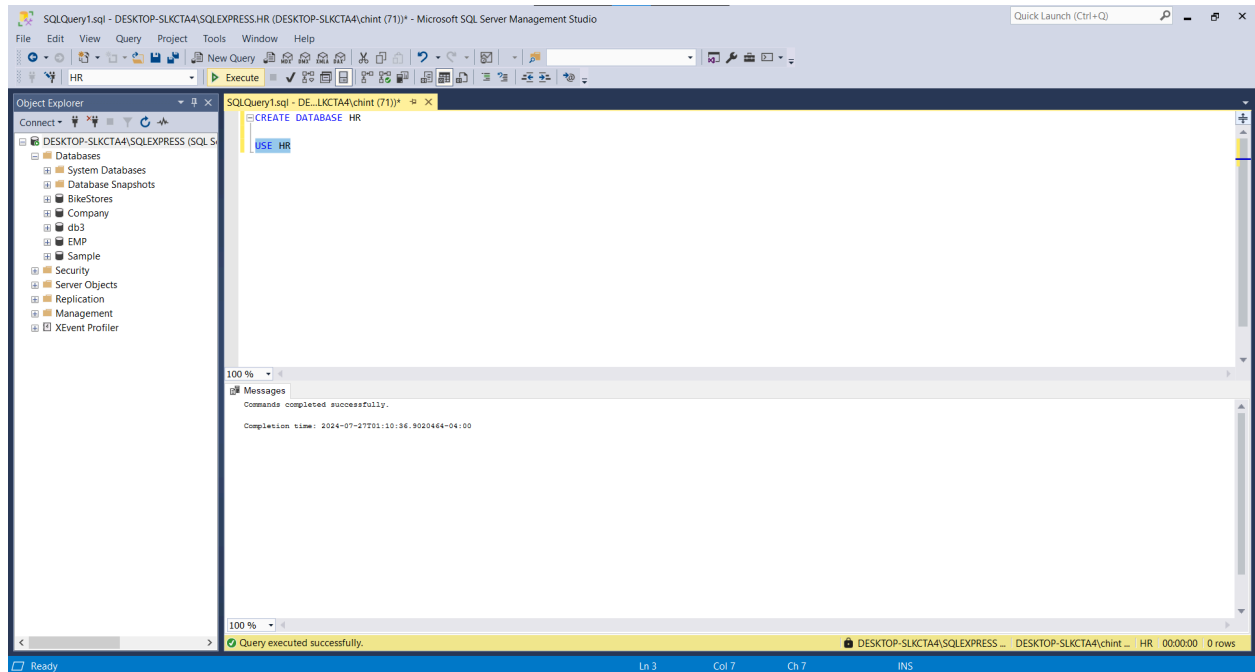 SQLQuery1.sql - DESKTOP-SLKCTA4\SQLEXPRESS.HR (DESKTOP-SLKCTA4\chint (71))* - Microsoft SQL Server Management Studio
Quick Launch (Ctrl+Q)
File Edit View Query Project Tools Window Help
New Query
HR
Execute
Object Explorer
SQLQuery1.sql - DE...LKCTA4\chint (71))*
Connect
DESKTOP-SLKCTA4\SQLEXPRESS (SQL S
Databases
System Databases
Database Snapshots
BikeStores
Company
db3
EMP
Sample
Security
Server Objects
Replication
Management
XEvent Profiler
CREATE DATABASE HR
USE HR
100 %
Messages
Commands completed successfully.
Completion time: 2024-07-27T01:10:36.9020464-04:00
100 %
Query executed successfully.
DESKTOP-SLKCTA4\SQLEXPRESS ... DESKTOP-SLKCTA4\chint ... HR 00:00:00 0 rows
Ready Ln 3 Col 7 Ch 7 INS